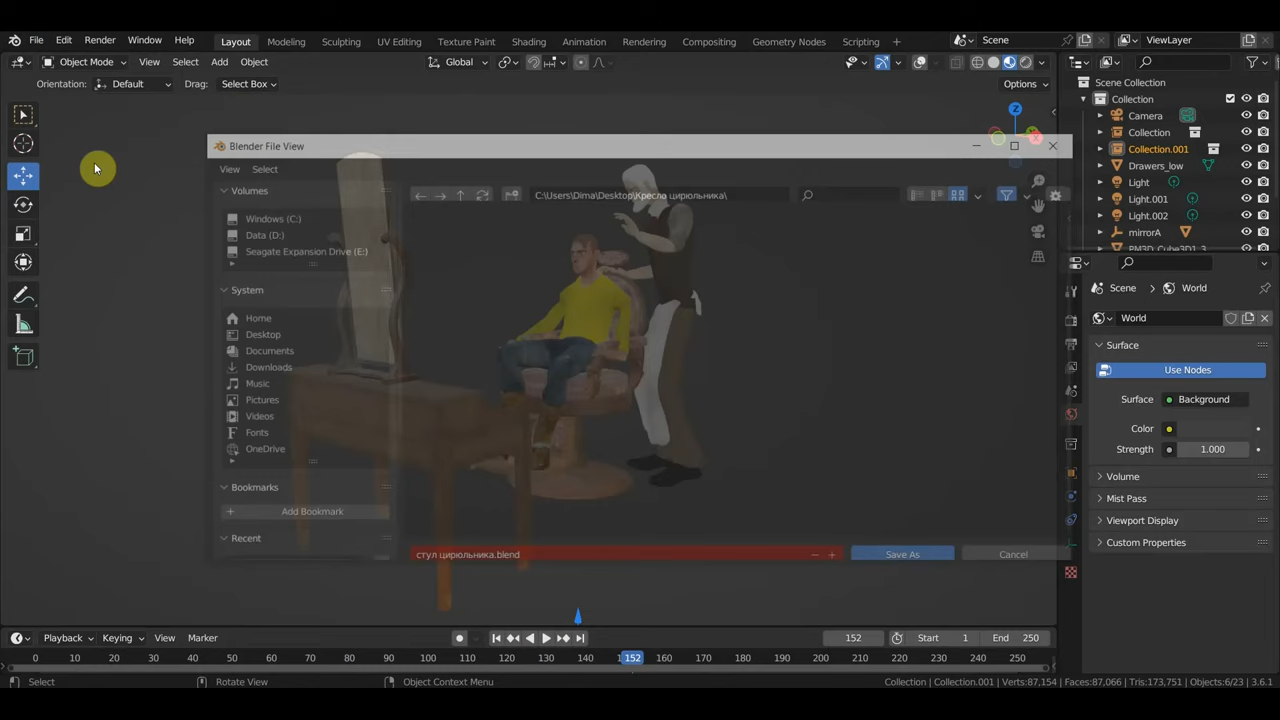 File Edit Render Window Help Layout Modeling Sculpting UV Editing Texture Paint Shading Animation Rendering Compositing Geometry Nodes Scripting + Scene ViewLayer
Object Mode View Select Add Object Global
Orientation: Default Drag: Select Box Options
Scene Collection
Collection
Camera
Collection
Collection.001
Drawers_low
Light
Light.001
Light.002
mirrorA
PM3D_Cube3D1_3
Z
Blender File View
View Select
Volumes
C:\Users\Dima\Desktop\Кресло цирюльника\
Windows (C:)
Data (D:)
Seagate Expansion Drive (E:)
System
Home
Desktop
Documents
Downloads
Music
Pictures
Videos
Fonts
OneDrive
Bookmarks
Add Bookmark
Recent
стул цирюльника.blend
Save As
Cancel
Scene > World
World
Surface
Use Nodes
Surface Background
Color
Strength 1.000
Volume
Mist Pass
Viewport Display
Custom Properties
Playback Keying View Marker 152 Start 1 End 250
0 10 20 30 40 50 60 70 80 90 100 110 120 130 140 152 160 170 180 190 200 210 220 230 240 250
Select Rotate View Object Context Menu Collection | Collection.001 | Verts:87,154 | Faces:87,066 | Tris:173,751 | Objects:6/23 | 3.6.1